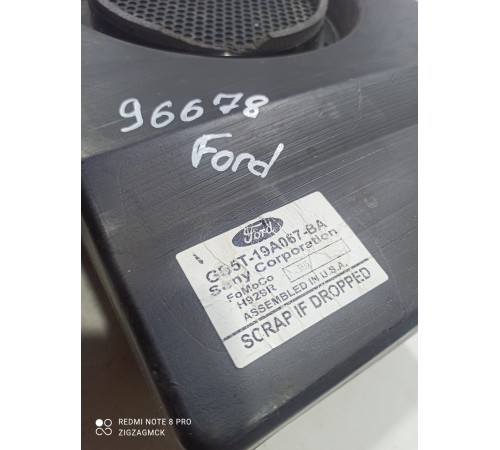 96678
Ford
Ford
GS5T-19A067-BA
Sony Corporation
FoMoCo
H929R
ASSEMBLED IN U.S.A.
SCRAP IF DROPPED
REDMI NOTE 8 PRO
ZIGZAGMCK